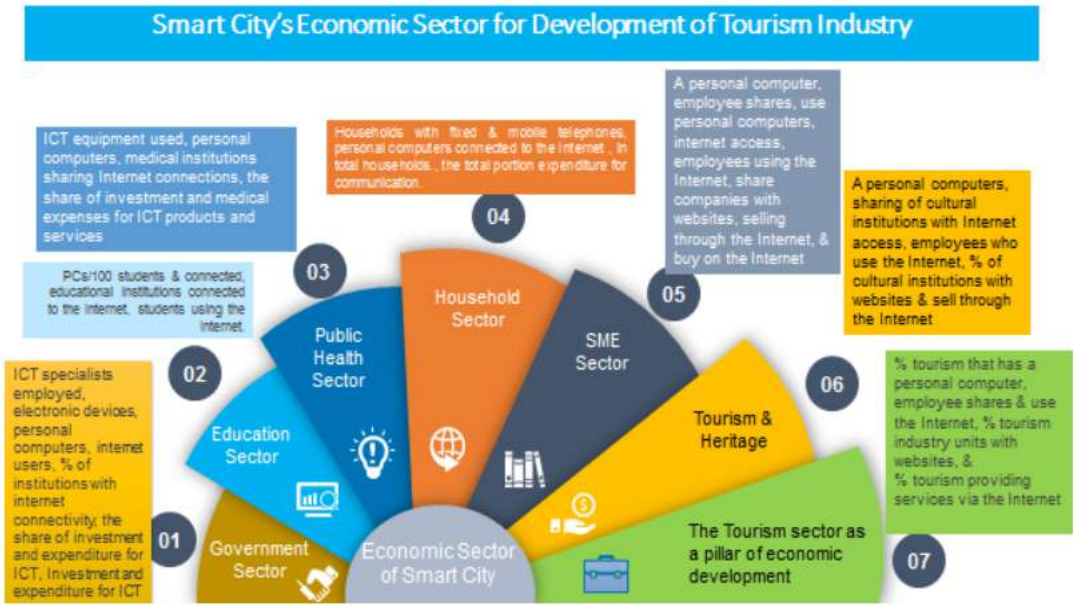 Smart City's Economic Sector for Development of Tourism Industry
ICT specialists
employed,
electronic devices,
personal
computers, internet
users, % of
institutions with
internet
connectivity, the
share of investment
and expenditure for
ICT, Investment and
expenditure for ICT
01
Government
Sector
PCs/100 students & connected,
educational institutions connected
to the internet, students using the
internet.
02
Education
Sector
ICT equipment used, personal
computers, medical institutions
sharing Internet connections, the
share of investment and medical
expenses for ICT products and
services
03
Public
Health
Sector
Households with fixed & mobile telephones,
personal computers connected to the Internet , in
total households , the total portion expenditure for
communication.
04
Household
Sector
A personal computer,
employee shares, use
personal computers,
internet access,
employees using the
Internet, share
companies with
websites, selling
through the Internet, &
buy on the Internet
05
SME
Sector
A personal computers,
sharing of cultural
institutions with Internet
access, employees who
use the Internet, % of
cultural institutions with
websites & sell through
the Internet
06
Tourism &
Heritage
% tourism that has a
personal computer,
employee shares & use
the Internet, % tourism
industry units with
websites, &
% tourism providing
services via the Internet
07
The Tourism sector as
a pillar of economic
development
Economic Sector
of Smart City